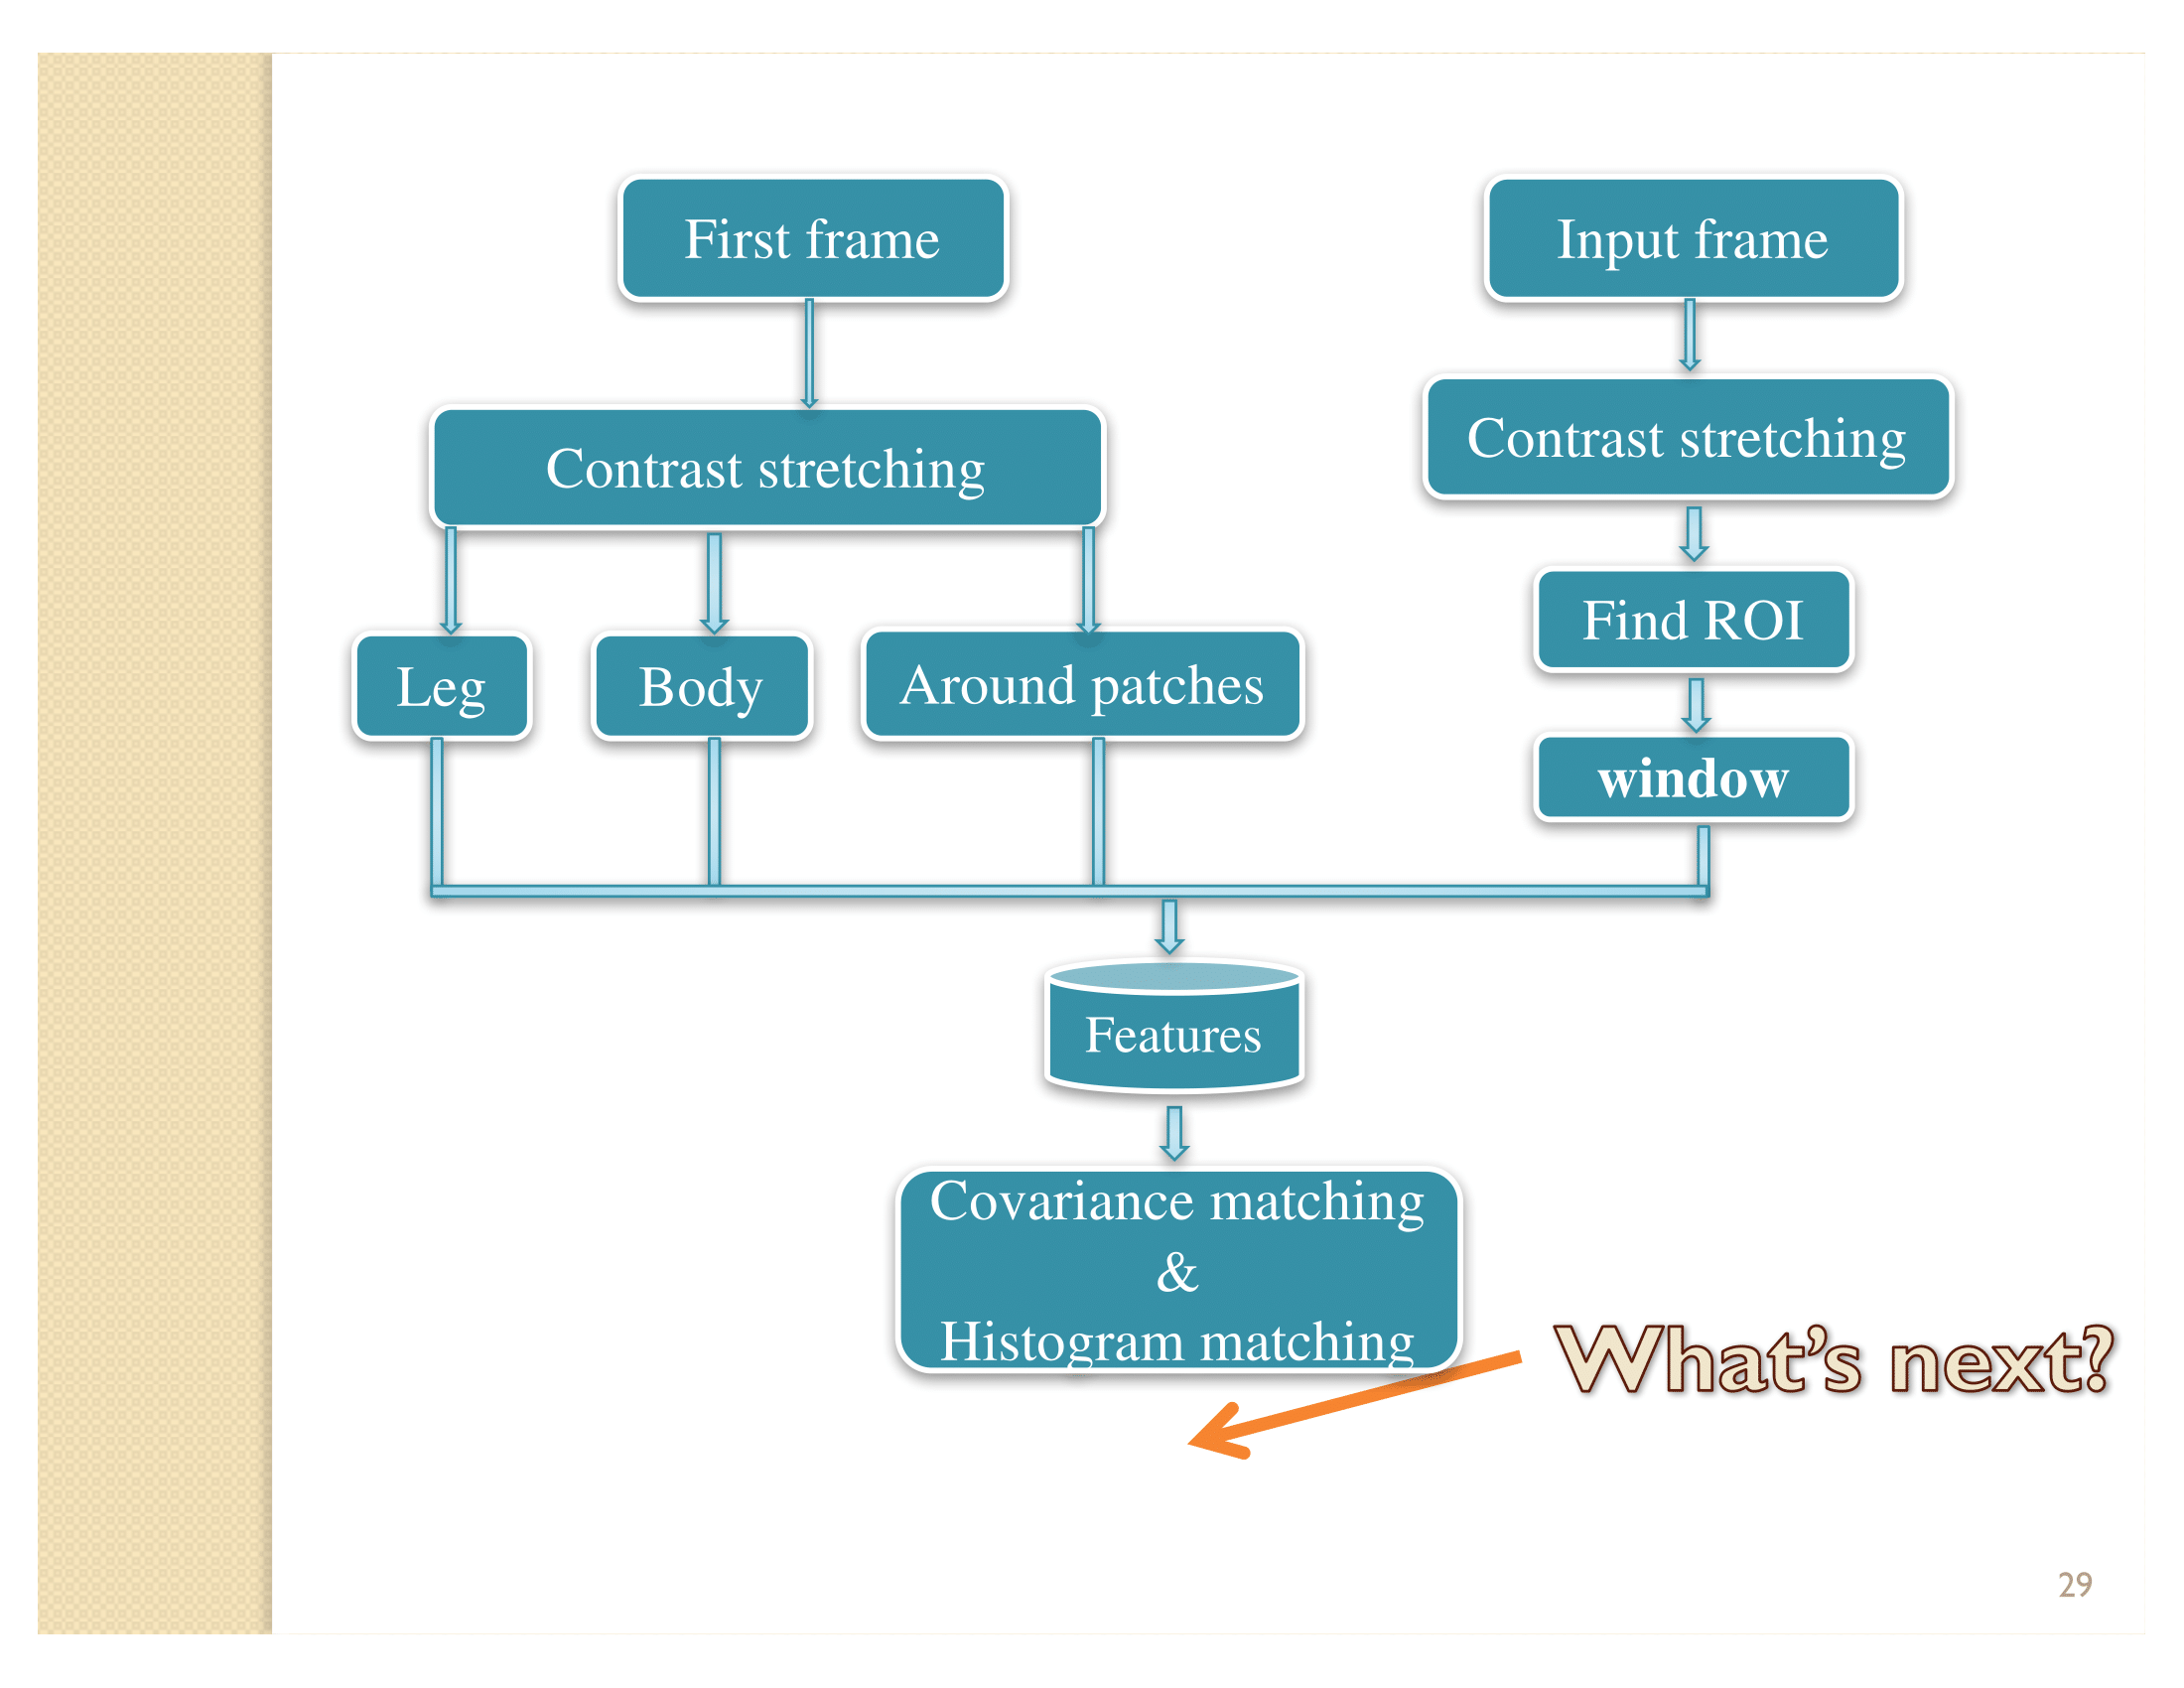 First frame
Input frame
Contrast stretching
Contrast stretching
Find ROI
Leg
Body
Around patches
window
Features
Covariance matching
&
Histogram matching
What's next?
29